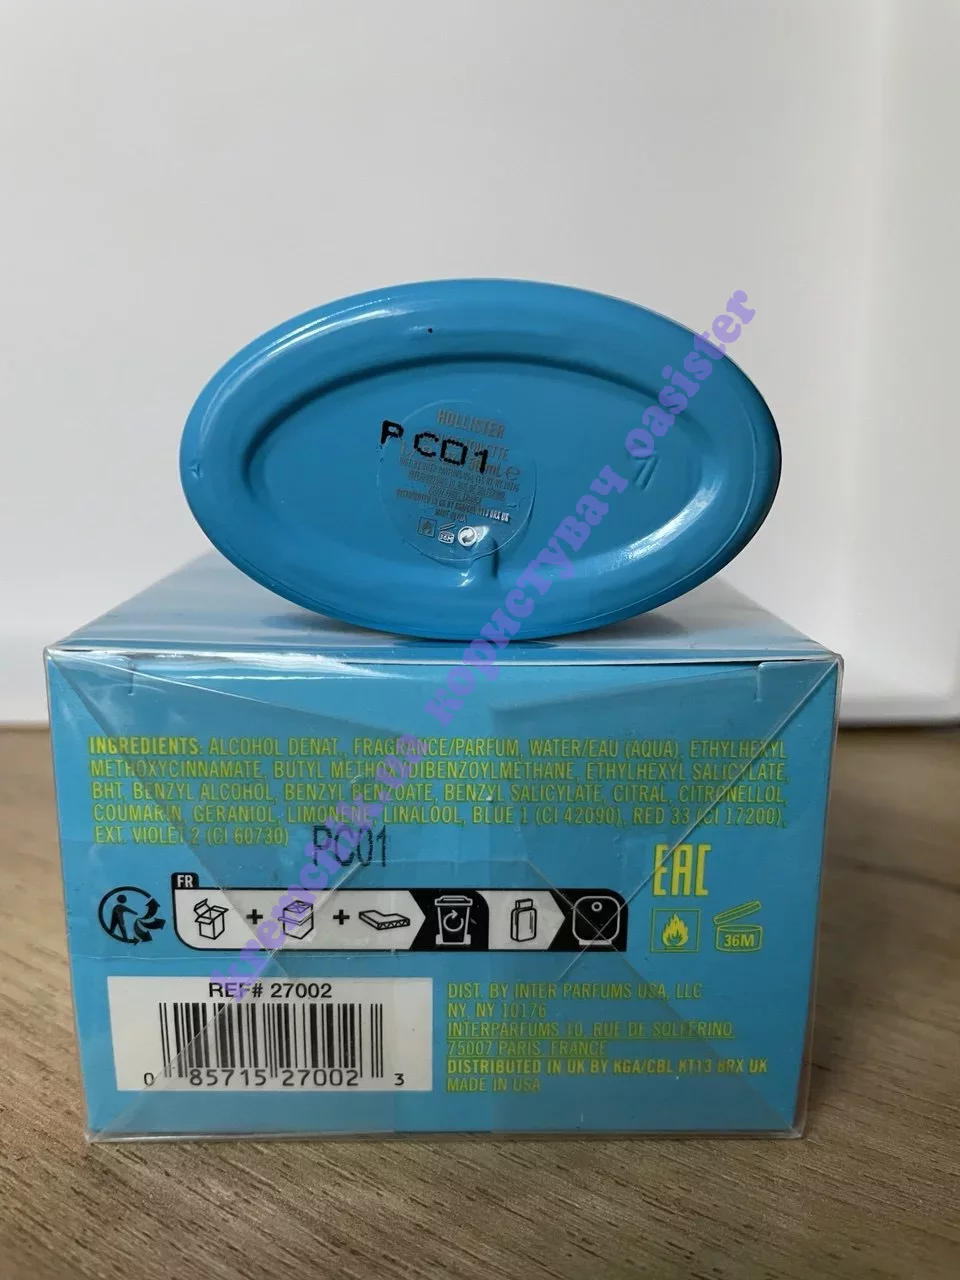 HOLLISTER
PC01
MADE IN USA
36M
INGREDIENTS: ALCOHOL DENAT., FRAGRANCE/PARFUM, WATER/EAU (AQUA), ETHYLHEXYL
METHOXYCINNAMATE, BUTYL METHOXYDIBENZOYLMETHANE, ETHYLHEXYL SALICYLATE,
BHT, BENZYL ALCOHOL, BENZYL BENZOATE, BENZYL SALICYLATE, CITRAL, CITRONELLOL,
COUMARIN, GERANIOL, LIMONENE, LINALOOL, BLUE 1 (CI 42090), RED 33 (CI 17200),
EXT. VIOLET 2 (CI 60730)
PC01
EAC
FR
36M
REF# 27002
0 85715 27002 3
DIST. BY INTER PARFUMS USA, LLC
NY, NY 10176
INTERPARFUMS 10, RUE DE SOLFERINO,
75007 PARIS, FRANCE
DISTRIBUTED IN UK BY KGA/CBL KT13 8RX UK
MADE IN USA
користувач oasister